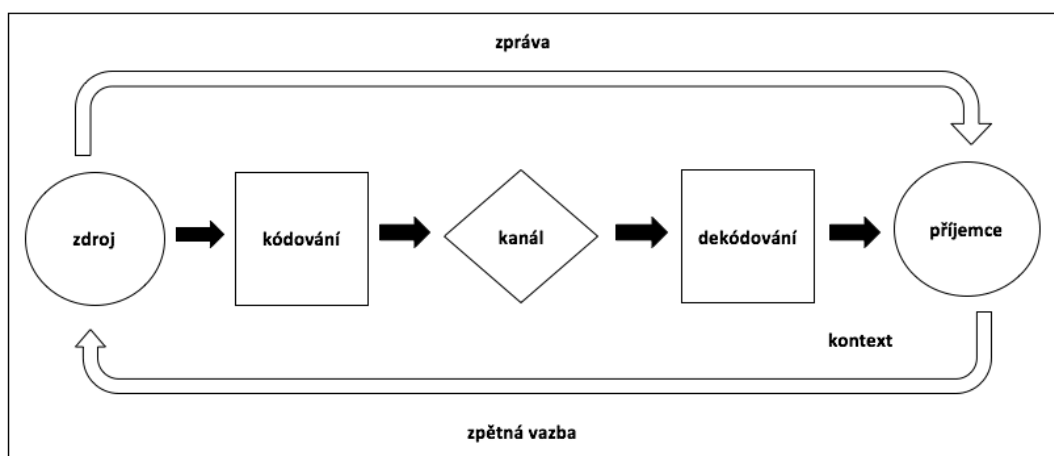 zpráva
zdroj
kódování
kanál
dekódování
příjemce
kontext
zpětná vazba